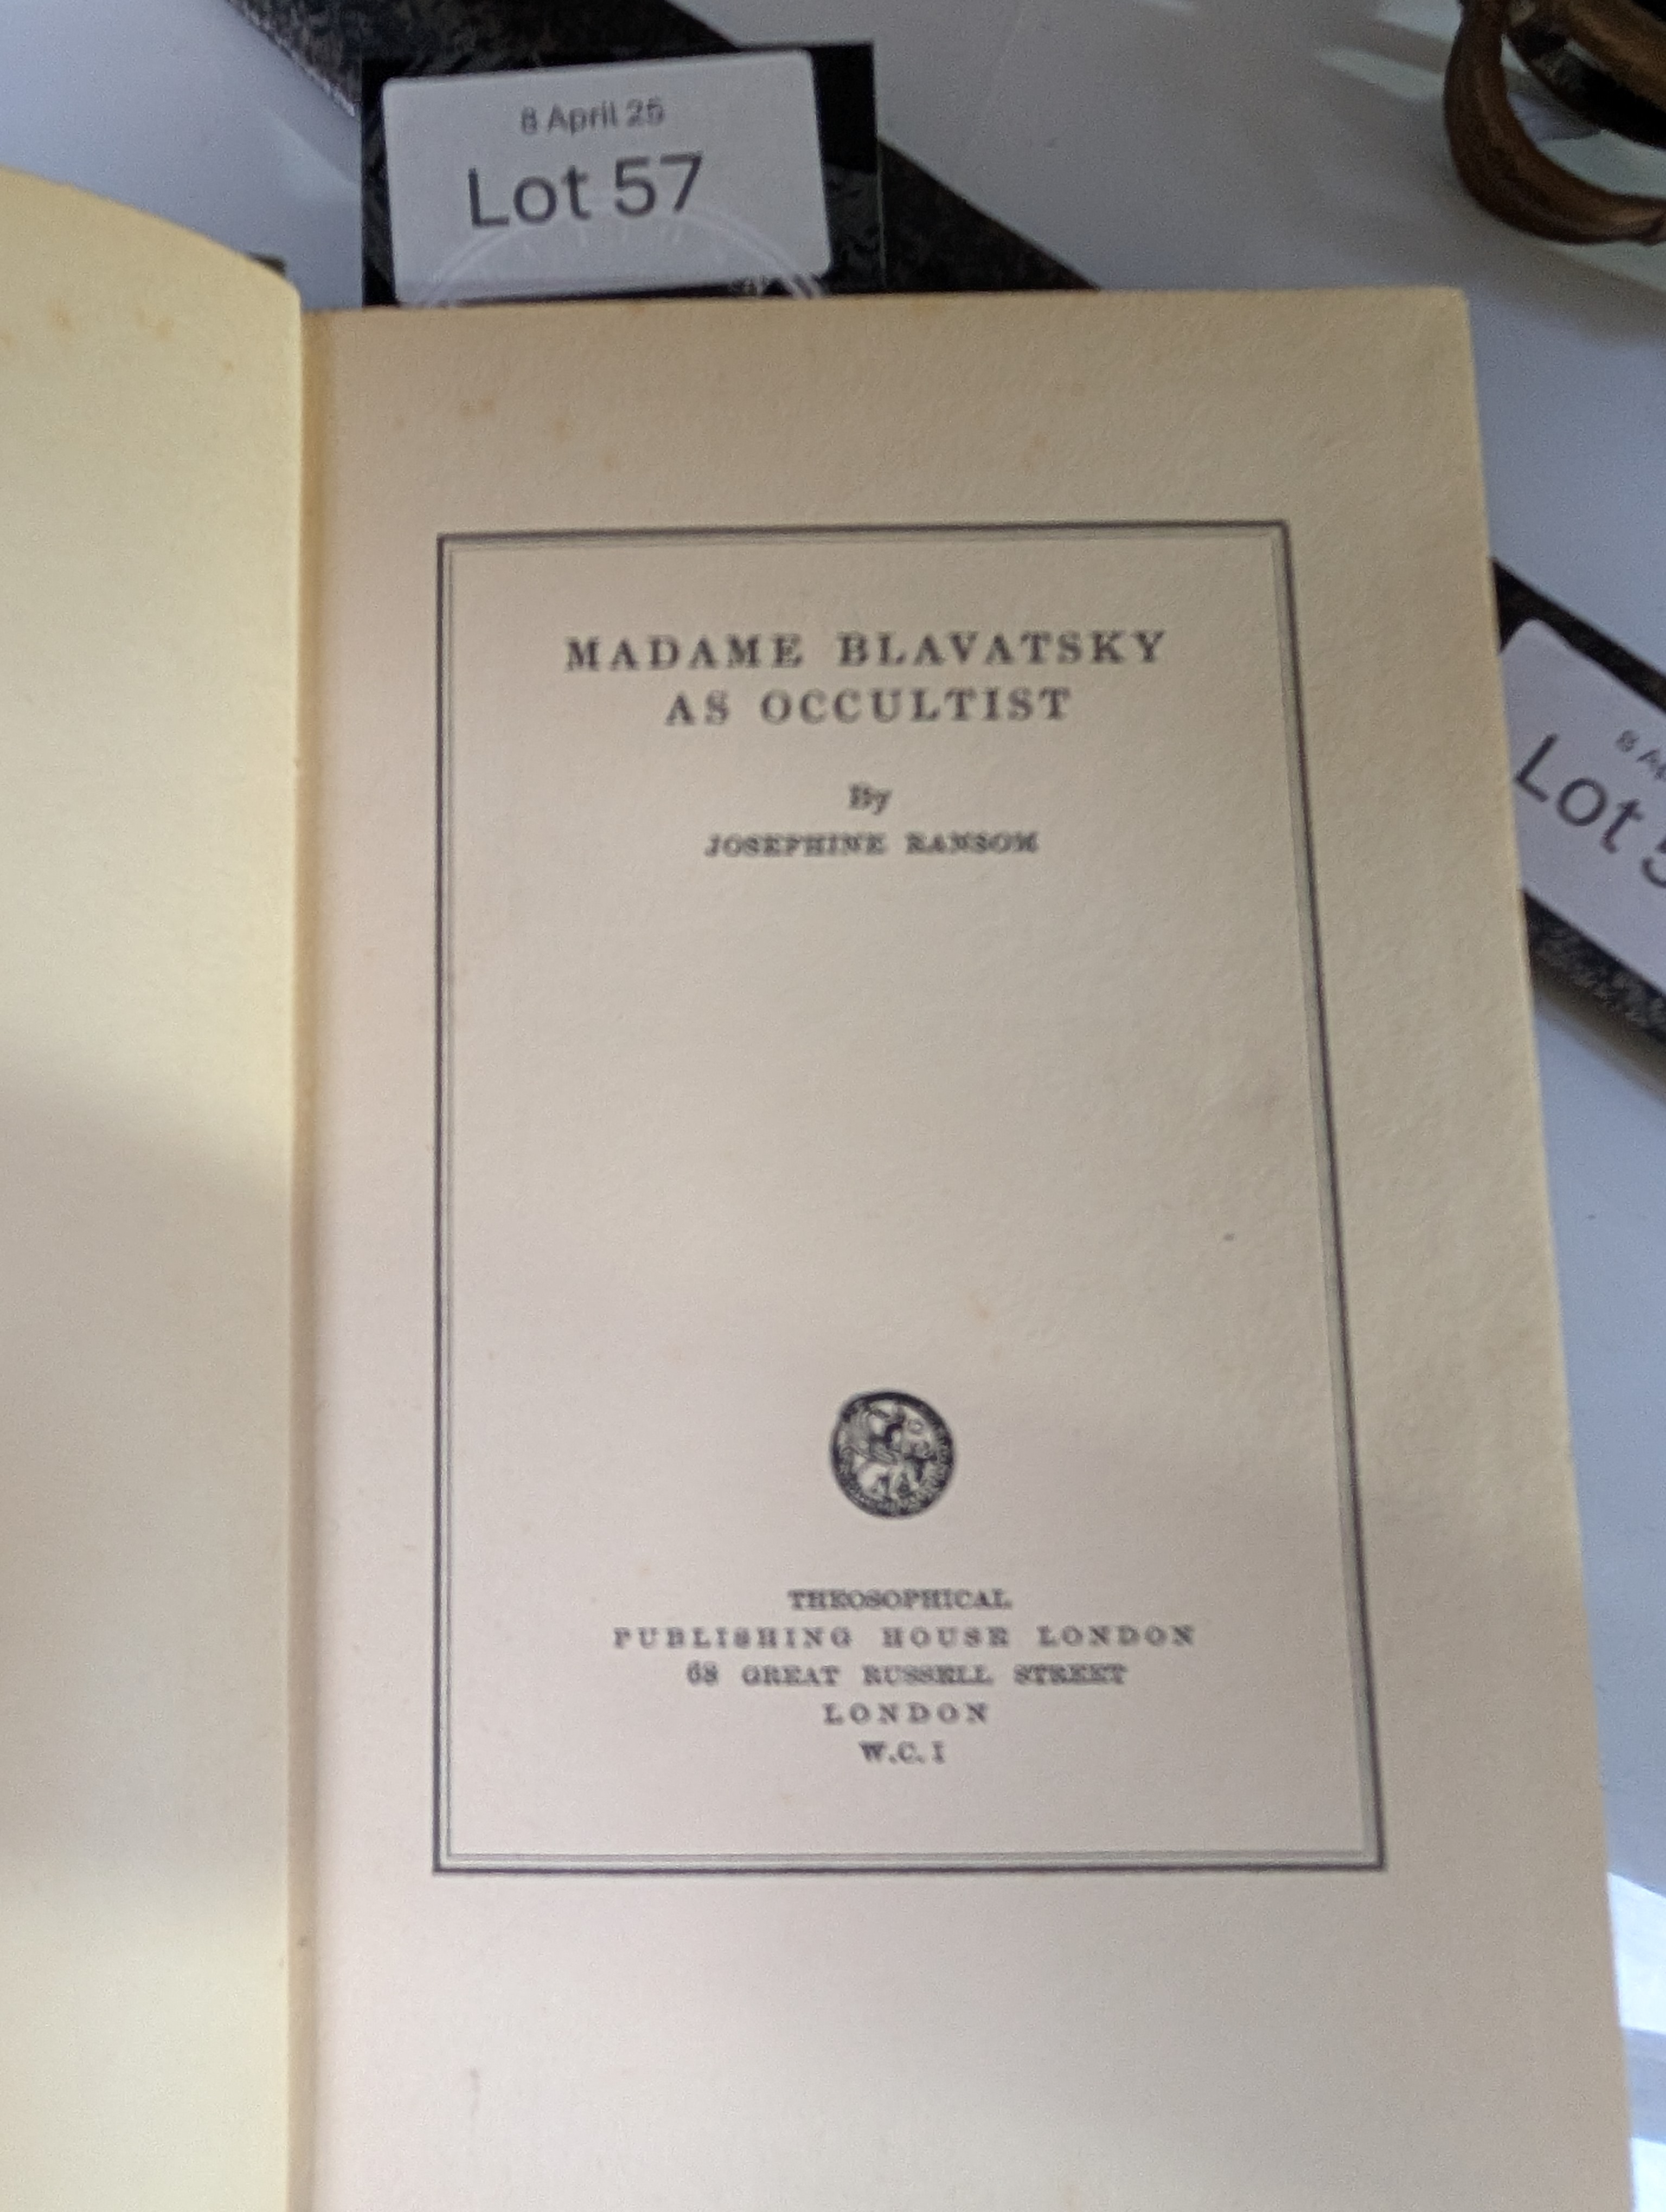 8 April 25
Lot 57
MADAME BLAVATSKY
AS OCCULTIST
By
JOSEPHINE RANSOM
THEOSOPHICAL
PUBLISHING HOUSE LONDON
68 GREAT RUSSELL STREET
LONDON
W.C.1
Lot